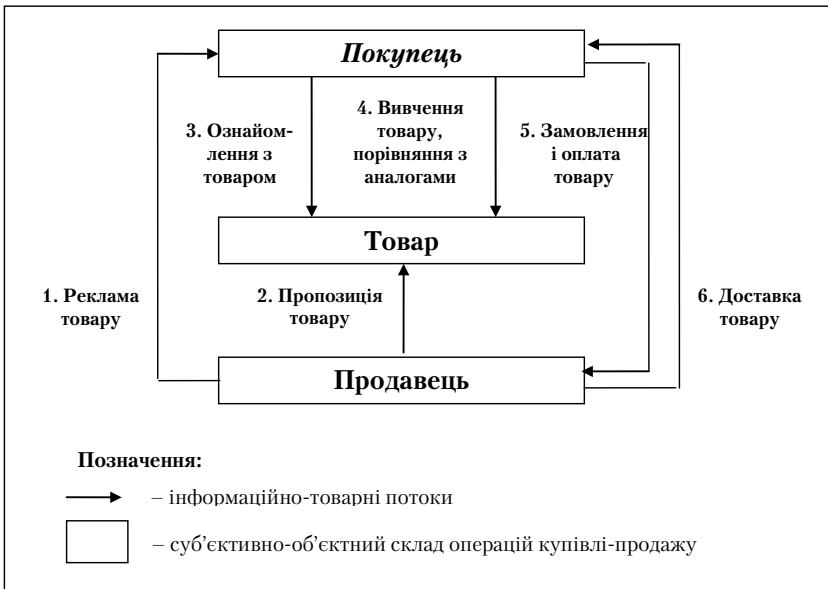 Покупець
3. Ознайом-
лення з
товаром
4. Вивчення
товару,
порівняння з
аналогами
5. Замовлення
і оплата
товару
Товар
1. Реклама
товару
2. Пропозиція
товару
6. Доставка
товару
Продавець
Позначення:
– інформаційно-товарні потоки
– суб’єктивно-об’єктний склад операцій купівлі-продажу